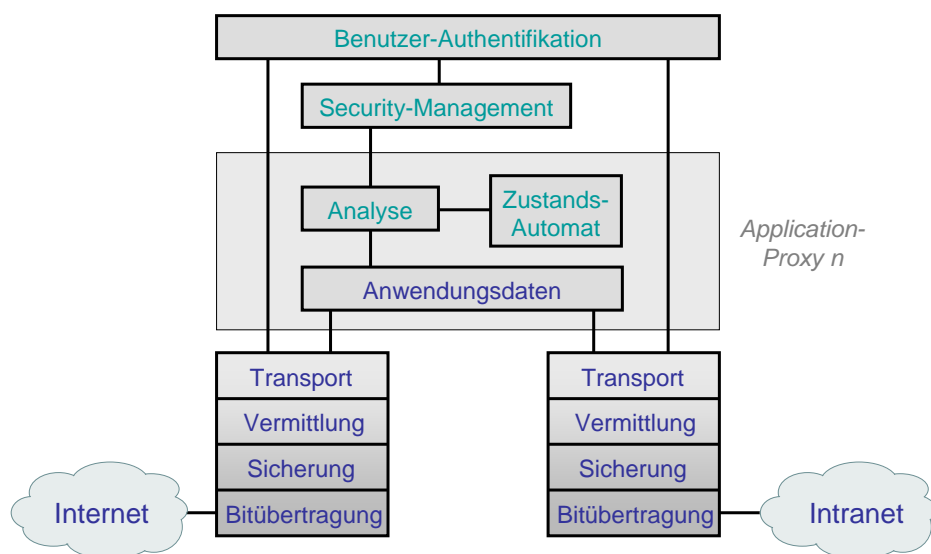 Benutzer-Authentifikation
Security-Management
Analyse
Zustands-
Automat
Application-
Proxy n
Anwendungsdaten
Transport
Vermittlung
Sicherung
Bitübertragung
Transport
Vermittlung
Sicherung
Bitübertragung
Internet
Intranet